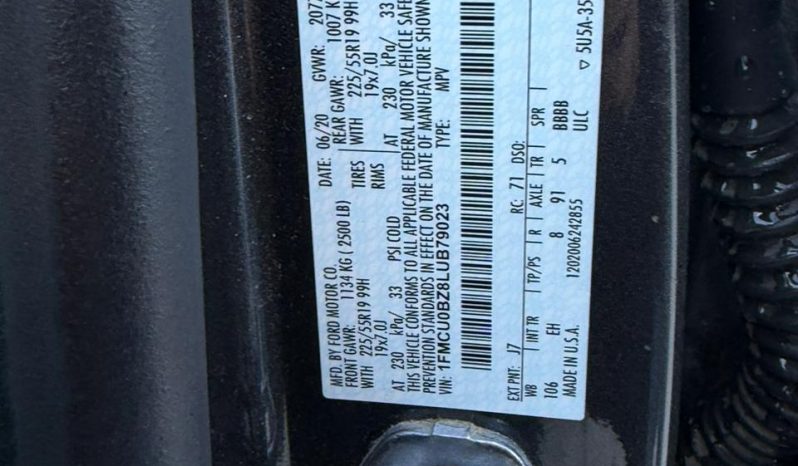 MFD. BY FORD MOTOR CO.
DATE: 06/20 GVWR: 207
FRONT GAWR: 1134 KG ( 2500 LB) REAR GAWR: 1007 K
WITH 225/55R19 99H TIRES WITH 225/55R19 99H
19x7.0J RIMS 19x7.0J
AT 230 kPa/ 33 PSI COLD AT 230 kPa/ 33
THIS VEHICLE CONFORMS TO ALL APPLICABLE FEDERAL MOTOR VEHICLE SAFE
PREVENTION STANDARDS IN EFFECT ON THE DATE OF MANUFACTURE SHOWN
VIN: 1FMCU0BZ8LUB79023 TYPE: MPV
EXT PNT: J7 RC: 71 DSO:
WB INT TR TP/PS R AXLE TR SPR
106 EH 8 91 5 BBBB
1202006242855 ULC
MADE IN U.S.A. ▽ 5U5A-35